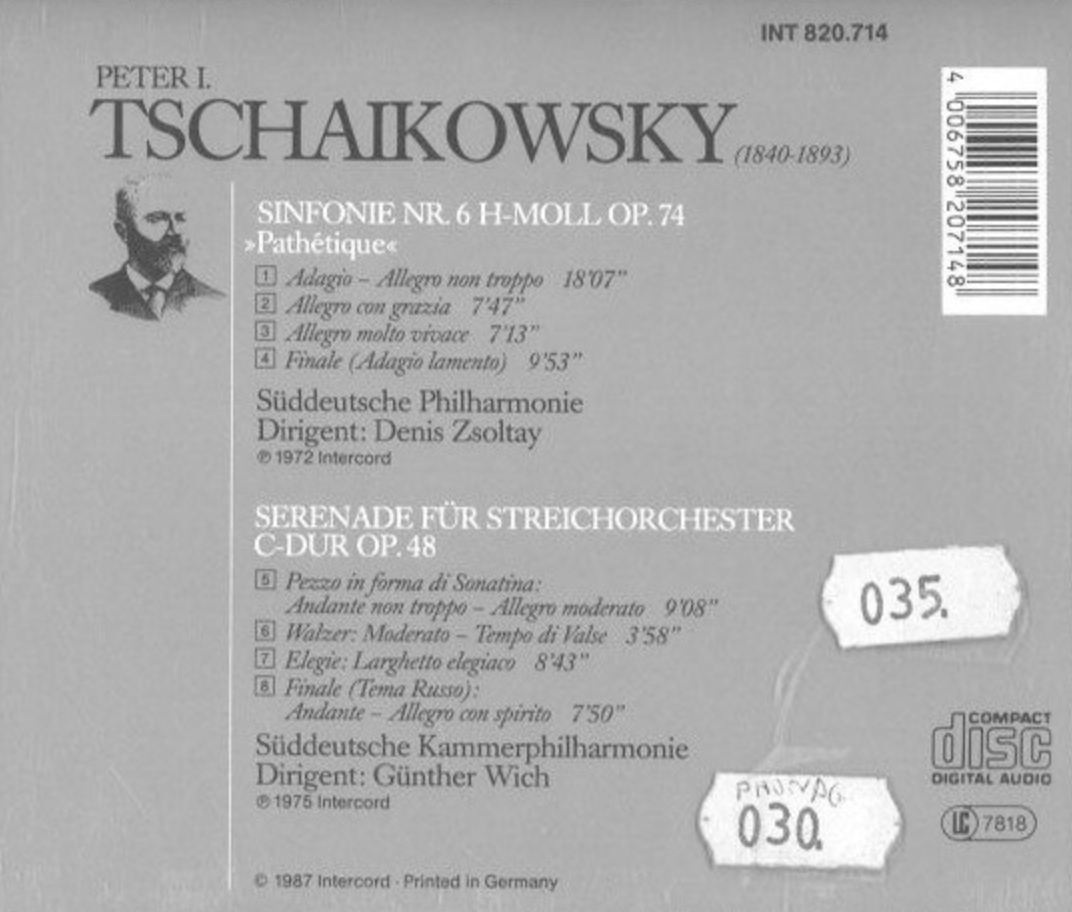 INT 820.714
PETER I.
TSCHAIKOWSKY (1840-1893)
4 006758 207148
SINFONIE NR. 6 H-MOLL OP. 74
»Pathétique«
1 Adagio – Allegro non troppo 18'07"
2 Allegro con grazia 7'47"
3 Allegro molto vivace 7'13"
4 Finale (Adagio lamento) 9'53"
Süddeutsche Philharmonie
Dirigent: Denis Zsoltay
℗ 1972 Intercord
SERENADE FÜR STREICHORCHESTER
C-DUR OP. 48
5 Pezzo in forma di Sonatina:
Andante non troppo – Allegro moderato 9'08"
6 Walzer: Moderato – Tempo di Valse 3'58"
7 Elegie: Larghetto elegiaco 8'43"
8 Finale (Tema Russo):
Andante – Allegro con spirito 7'50"
Süddeutsche Kammerphilharmonie
Dirigent: Günther Wich
℗ 1975 Intercord
© 1987 Intercord · Printed in Germany
035.
PHONAG
030.
COMPACT
disc
DIGITAL AUDIO
LC 7818